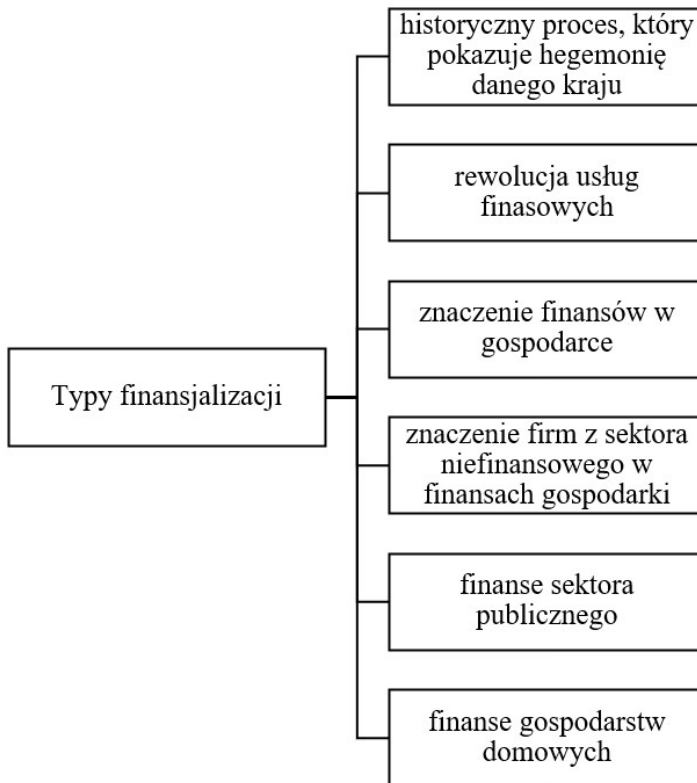 historyczny proces, który
pokazuje hegemonię
danego kraju
rewolucja usług
finasowych
znaczenie finansów w
gospodarce
Typy finansjalizacji
znaczenie firm z sektora
niefinansowego w
finansach gospodarki
finanse sektora
publicznego
finanse gospodarstw
domowych